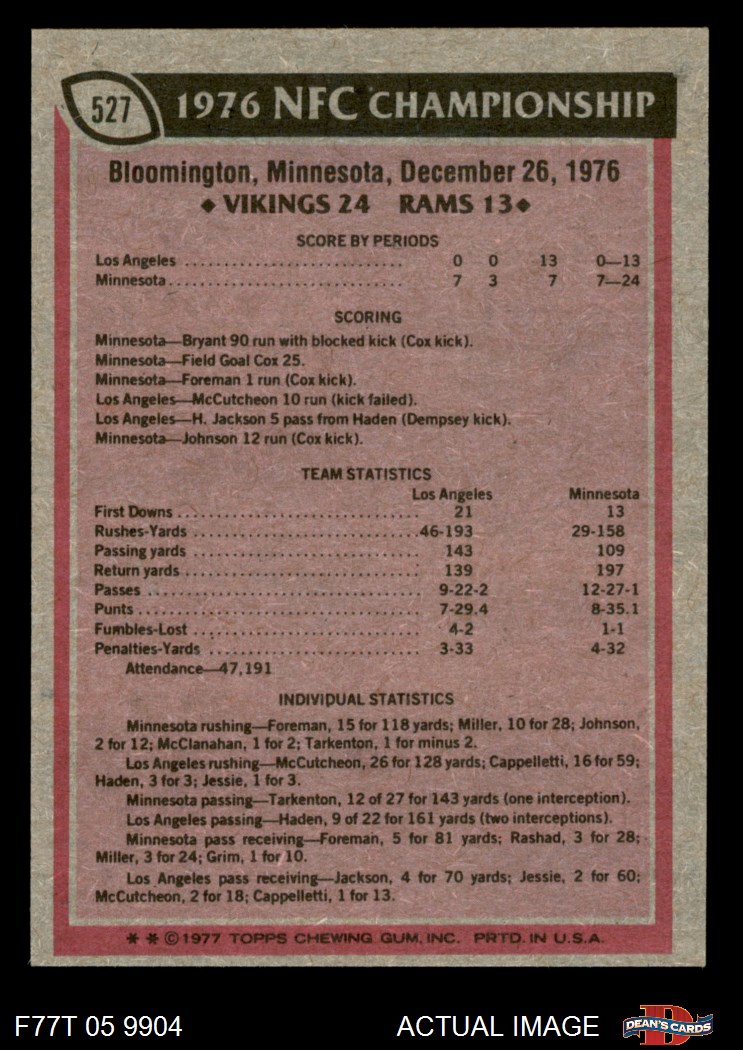 527 1976 NFC CHAMPIONSHIP
Bloomington, Minnesota, December 26, 1976
◆ VIKINGS 24 RAMS 13 ◆
SCORE BY PERIODS
Los Angeles .............................. 0 0 13 0—13
Minnesota .............................. 7 3 7 7—24
SCORING
Minnesota—Bryant 90 run with blocked kick (Cox kick).
Minnesota—Field Goal Cox 25.
Minnesota—Foreman 1 run (Cox kick).
Los Angeles—McCutcheon 10 run (kick failed).
Los Angeles—H. Jackson 5 pass from Haden (Dempsey kick).
Minnesota—Johnson 12 run (Cox kick).
TEAM STATISTICS
Los Angeles Minnesota
First Downs .............................. 21 13
Rushes-Yards .............................. 46-193 29-158
Passing yards .............................. 143 109
Return yards .............................. 139 197
Passes .............................. 9-22-2 12-27-1
Punts .............................. 7-29.4 8-35.1
Fumbles-Lost .............................. 4-2 1-1
Penalties-Yards .............................. 3-33 4-32
Attendance—47,191
INDIVIDUAL STATISTICS
Minnesota rushing—Foreman, 15 for 118 yards; Miller, 10 for 28; Johnson,
2 for 12; McClanahan, 1 for 2; Tarkenton, 1 for minus 2.
Los Angeles rushing—McCutcheon, 26 for 128 yards; Cappelletti, 16 for 59;
Haden, 3 for 3; Jessie, 1 for 3.
Minnesota passing—Tarkenton, 12 of 27 for 143 yards (one interception).
Los Angeles passing—Haden, 9 of 22 for 161 yards (two interceptions).
Minnesota pass receiving—Foreman, 5 for 81 yards; Rashad, 3 for 28;
Miller, 3 for 24; Grim, 1 for 10.
Los Angeles pass receiving—Jackson, 4 for 70 yards; Jessie, 2 for 60;
McCutcheon, 2 for 18; Cappelletti, 1 for 13.
* * © 1977 TOPPS CHEWING GUM, INC. PRTD. IN U.S.A.
F77T 05 9904 ACTUAL IMAGE D DEAN'S CARDS